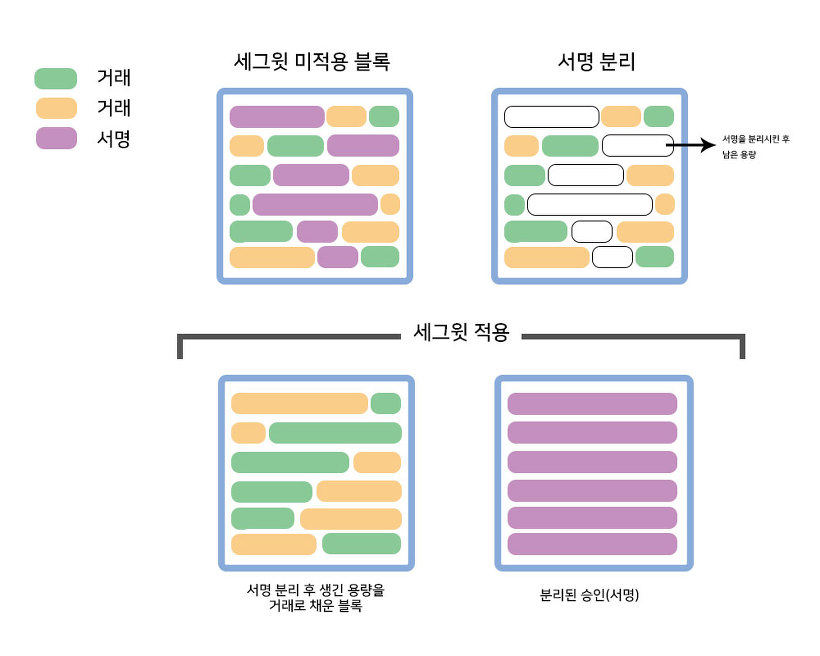 세그윗 미적용 블록
서명 분리
거래
거래
서명
서명을 분리시킨 후
남은 용량
세그윗 적용
서명 분리 후 생긴 용량을
거래로 채운 블록
분리된 승인(서명)